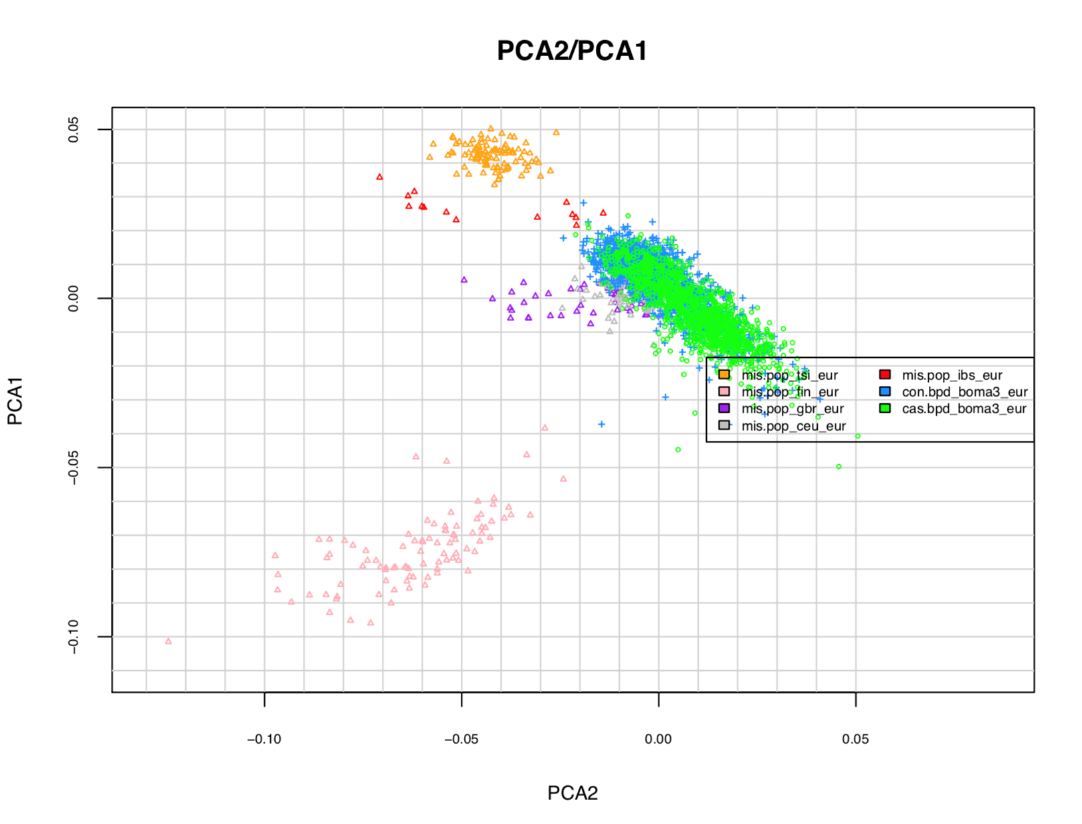 PCA2/PCA1
PCA1
0.05
0.00
−0.05
−0.10
mis.pop_tsi_eur
mis.pop_fin_eur
mis.pop_gbr_eur
mis.pop_ceu_eur
mis.pop_ibs_eur
con.bpd_boma3_eur
cas.bpd_boma3_eur
−0.10 −0.05 0.00 0.05
PCA2